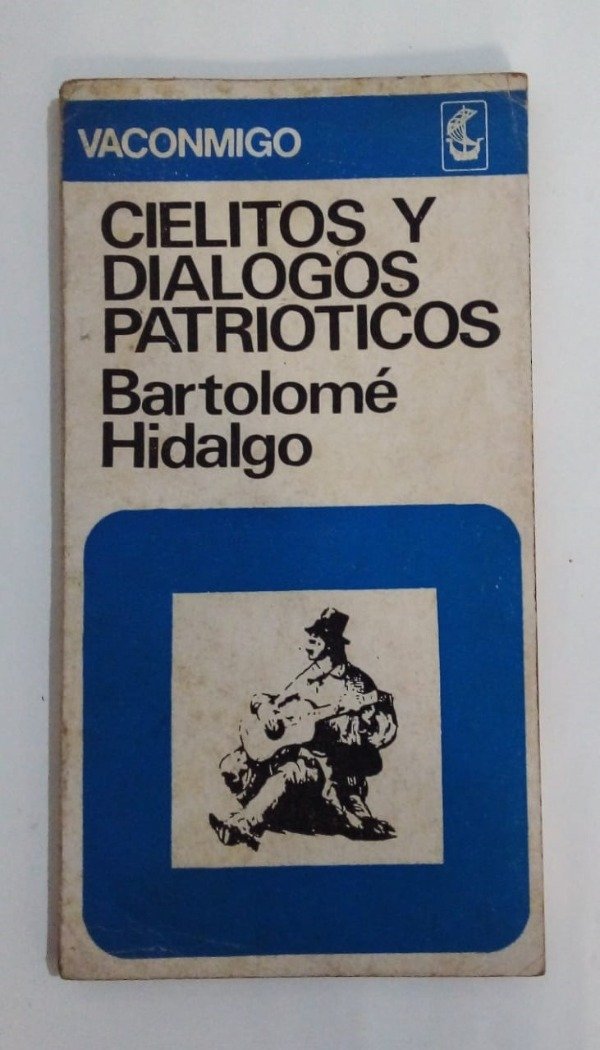 VACONMIGO
CIELITOS Y
DIALOGOS
PATRIOTICOS
Bartolomé
Hidalgo